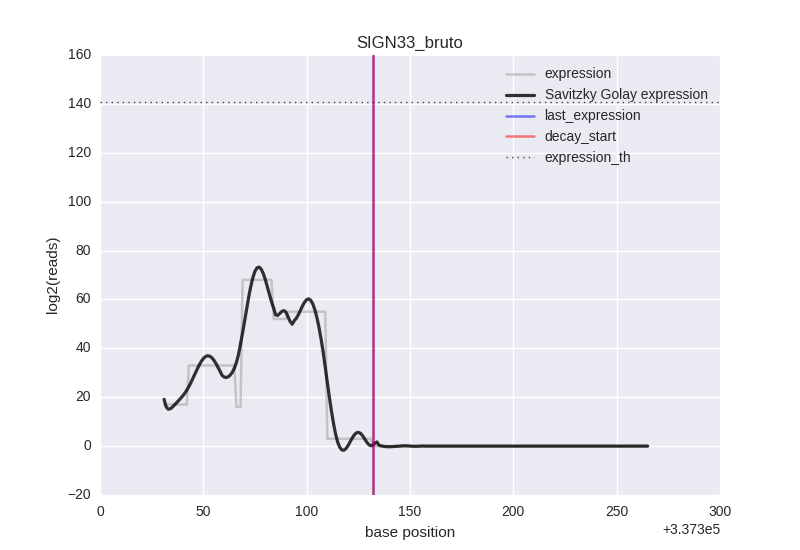 SIGN33_bruto
160
140
120
100
80
60
40
20
0
−20
log2(reads)
expression
Savitzky Golay expression
last_expression
decay_start
expression_th
0
50
100
150
200
250
300
base position
+3.373e5